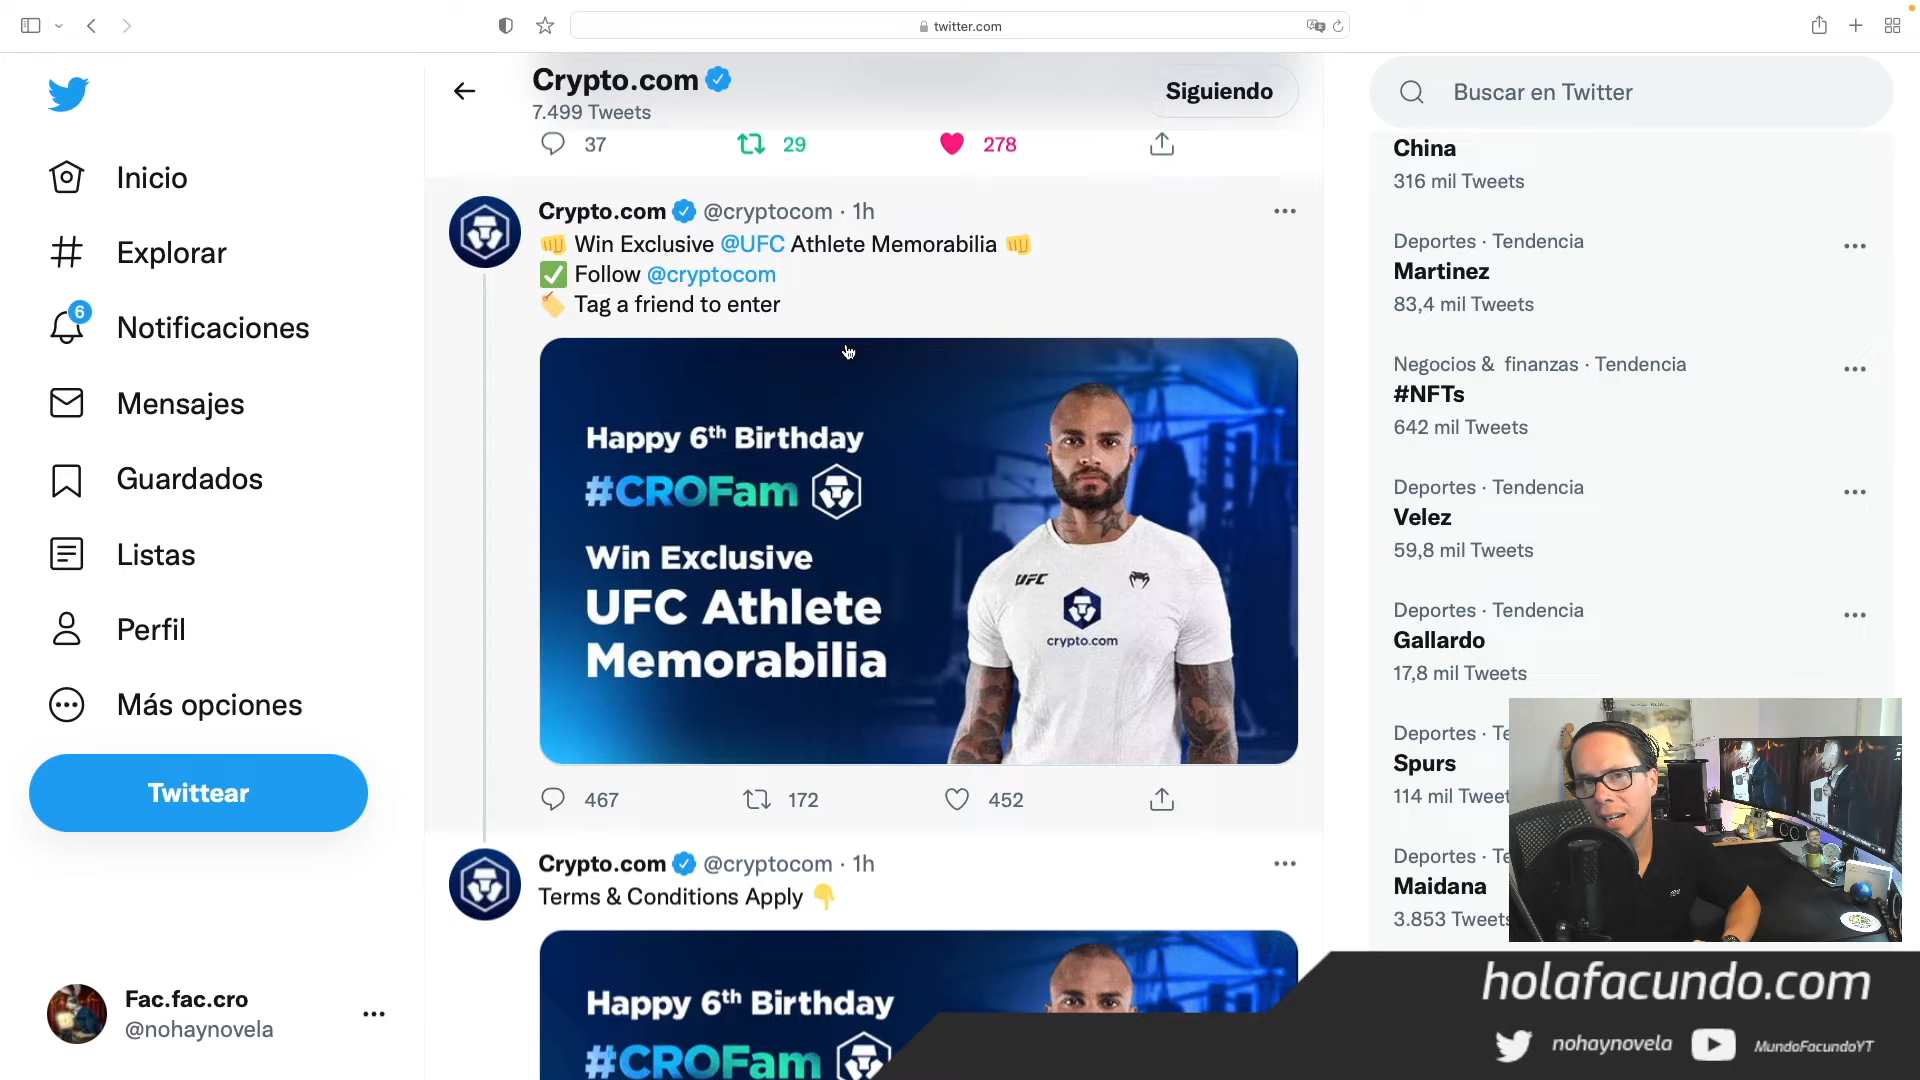 twitter.com
Crypto.com
7.499 Tweets
Siguiendo
Buscar en Twitter
37
29
278
Inicio
Explorar
6
Notificaciones
Mensajes
Guardados
Listas
Perfil
Más opciones
Twittear
Fac.fac.cro
@nohaynovela
Crypto.com @cryptocom · 1h
👊 Win Exclusive @UFC Athlete Memorabilia 👊
✅ Follow @cryptocom
🏷️ Tag a friend to enter
Happy 6th Birthday
#CROFam
Win Exclusive
UFC Athlete
Memorabilia
UFC
crypto.com
467
172
452
Crypto.com @cryptocom · 1h
Terms & Conditions Apply 👇
Happy 6th Birthday
#CROFam
China
316 mil Tweets
Deportes · Tendencia
Martinez
83,4 mil Tweets
Negocios & finanzas · Tendencia
#NFTs
642 mil Tweets
Deportes · Tendencia
Velez
59,8 mil Tweets
Deportes · Tendencia
Gallardo
17,8 mil Tweets
Deportes · Te
Spurs
114 mil Tweet
Deportes · Te
Maidana
3.853 Tweets
holafacundo.com
nohaynovela
MundoFacundoYT